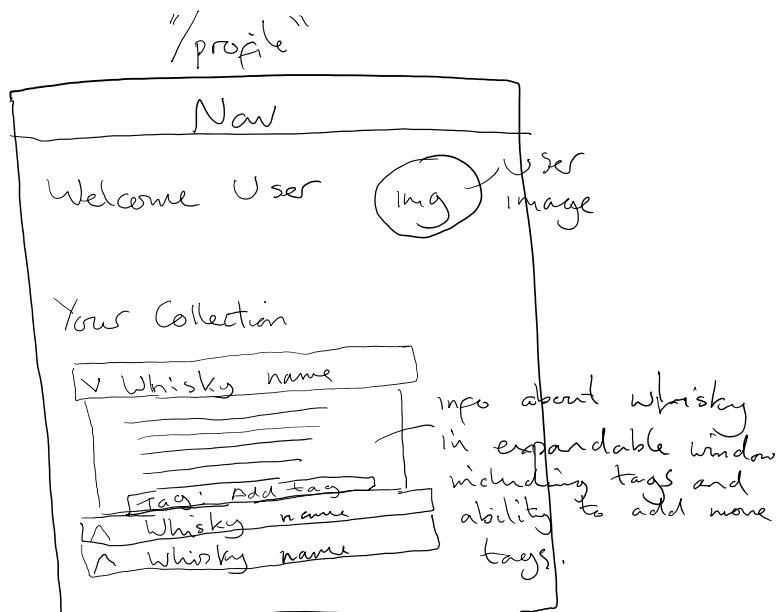 "/profile"
Nav
Welcome User
img
User
image
Your Collection
V Whisky name
info about whisky
in expandable window
including tags and
ability to add more
tags.
Tag: Add tag
Λ Whisky name
Λ Whisky name